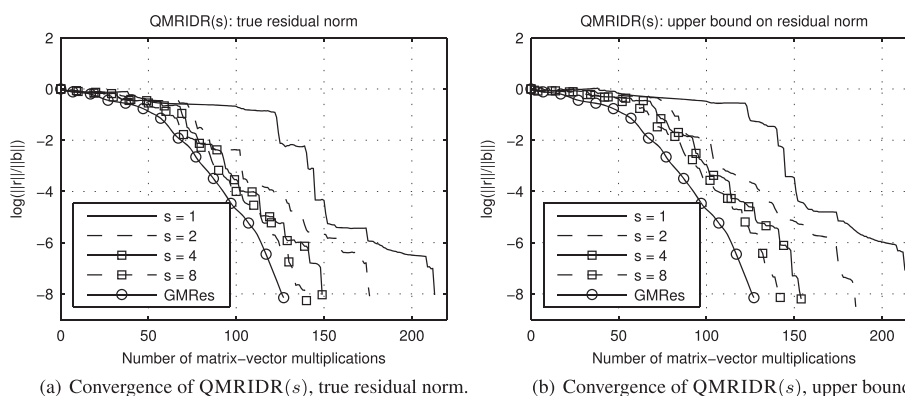 QMRIDR(s): true residual norm
2
0
−2
−4
−6
−8
log(||r||/||b||)
s = 1
s = 2
s = 4
s = 8
GMRes
0 50 100 150 200
Number of matrix−vector multiplications
(a) Convergence of QMRIDR(s), true residual norm.
QMRIDR(s): upper bound on residual norm
2
0
−2
−4
−6
−8
log(||r||/||b||)
s = 1
s = 2
s = 4
s = 8
GMRes
0 50 100 150 200
Number of matrix−vector multiplications
(b) Convergence of QMRIDR(s), upper bound